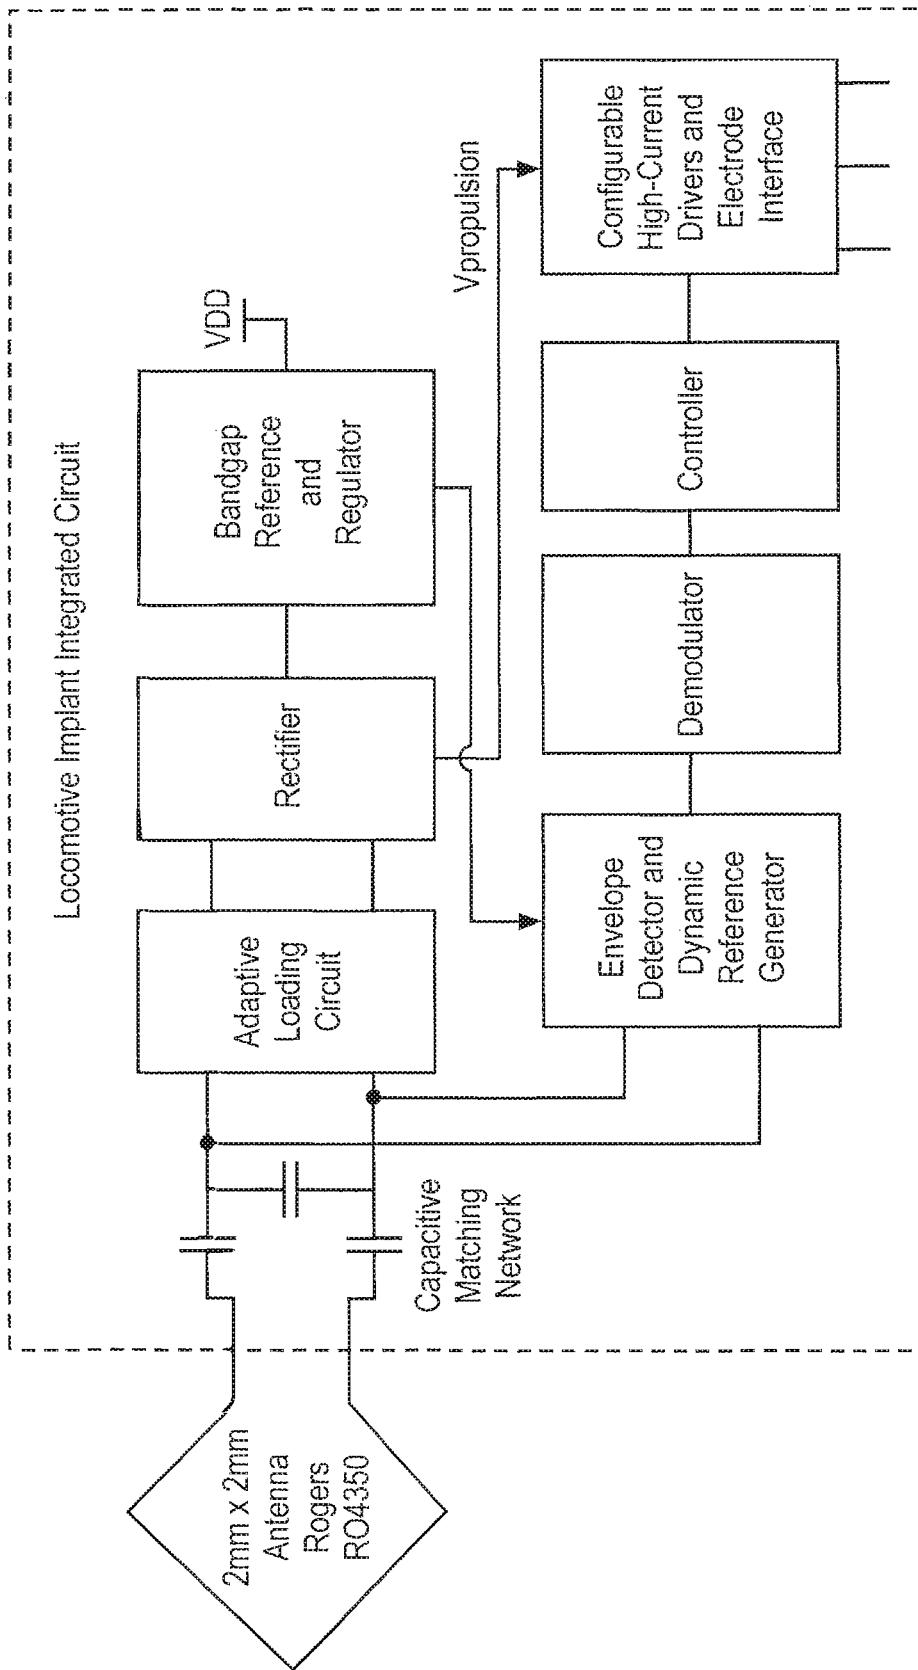 Locomotive Implant Integrated Circuit
2mm x 2mm
Antenna
Rogers
RO4350
Capacitive
Matching
Network
Adaptive
Loading
Circuit
Rectifier
Bandgap
Reference
and
Regulator
VDD
Vpropulsion
Envelope
Detector and
Dynamic
Reference
Generator
Demodulator
Controller
Configurable
High-Current
Drivers and
Electrode
Interface